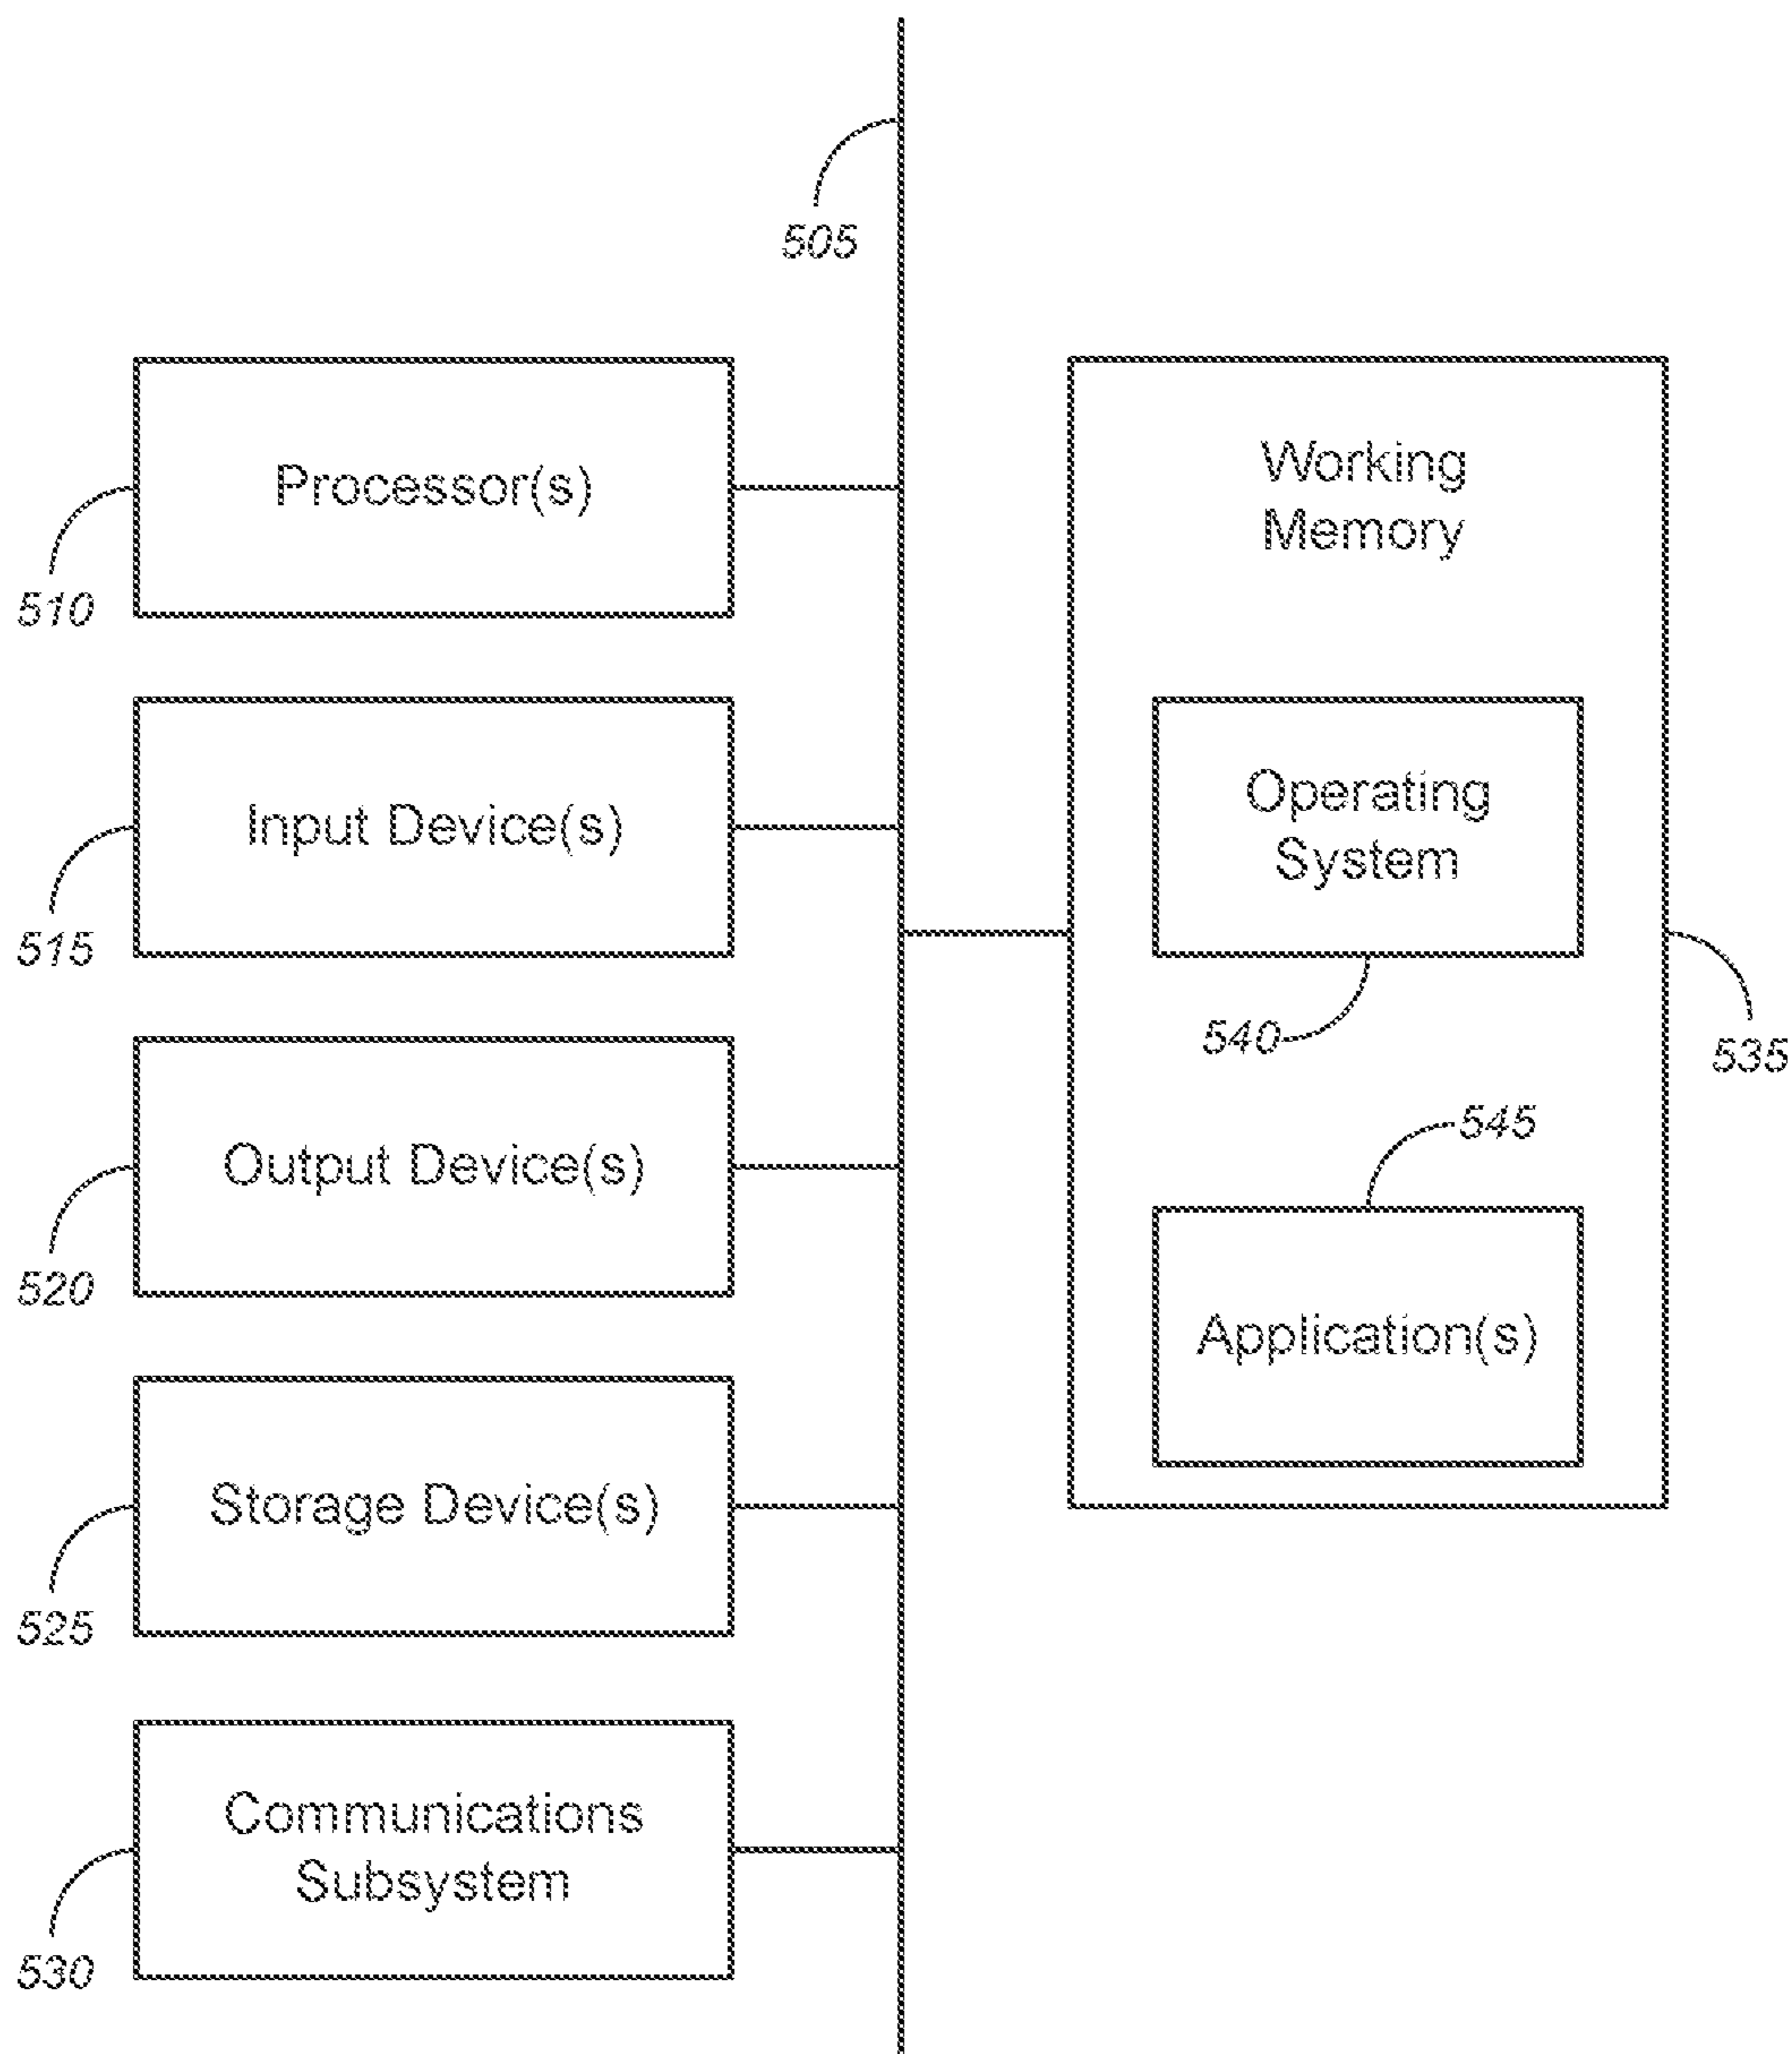 505
Processor(s)
510
Input Device(s)
515
Output Device(s)
520
Storage Device(s)
525
Communications
Subsystem
530
Working
Memory
Operating
System
540
535
545
Application(s)